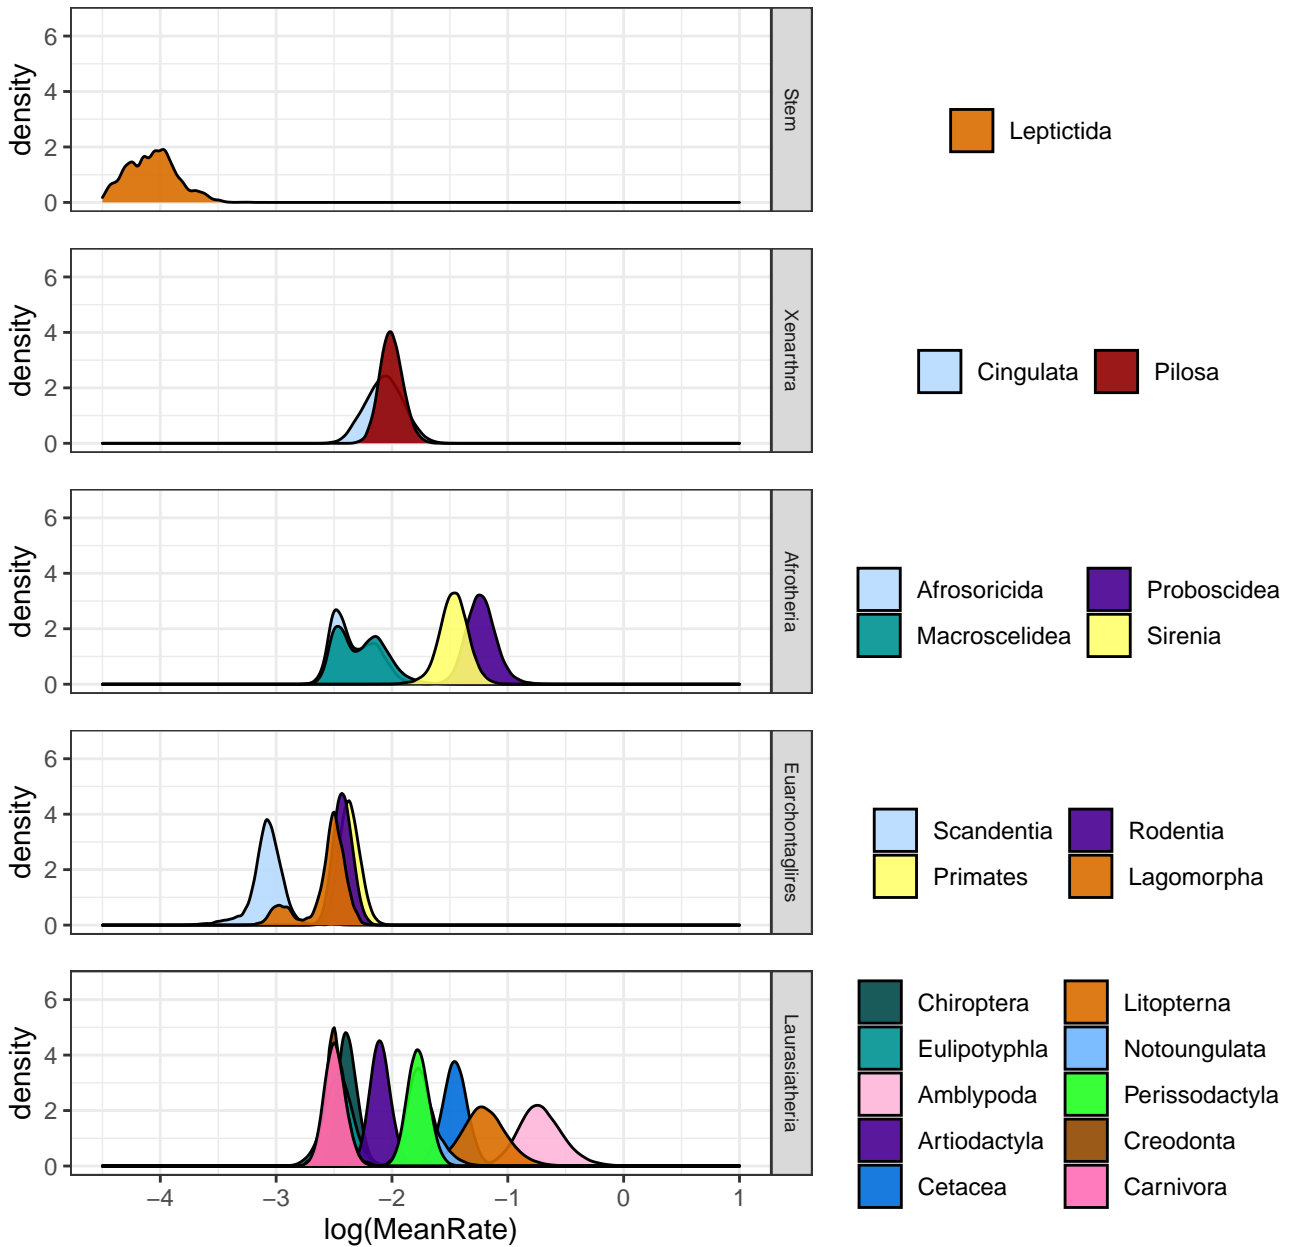 density
6
4
2
0
Stem
Leptictida
density
6
4
2
0
Xenarthra
Cingulata
Pilosa
density
6
4
2
0
Afrotheria
Afrosoricida
Proboscidea
Macroscelidea
Sirenia
density
6
4
2
0
Euarchontaglires
Scandentia
Rodentia
Primates
Lagomorpha
density
6
4
2
0
Laurasiatheria
Chiroptera
Litopterna
Eulipotyphla
Notoungulata
Amblypoda
Perissodactyla
Artiodactyla
Creodonta
Cetacea
Carnivora
−4 −3 −2 −1 0 1
log(MeanRate)